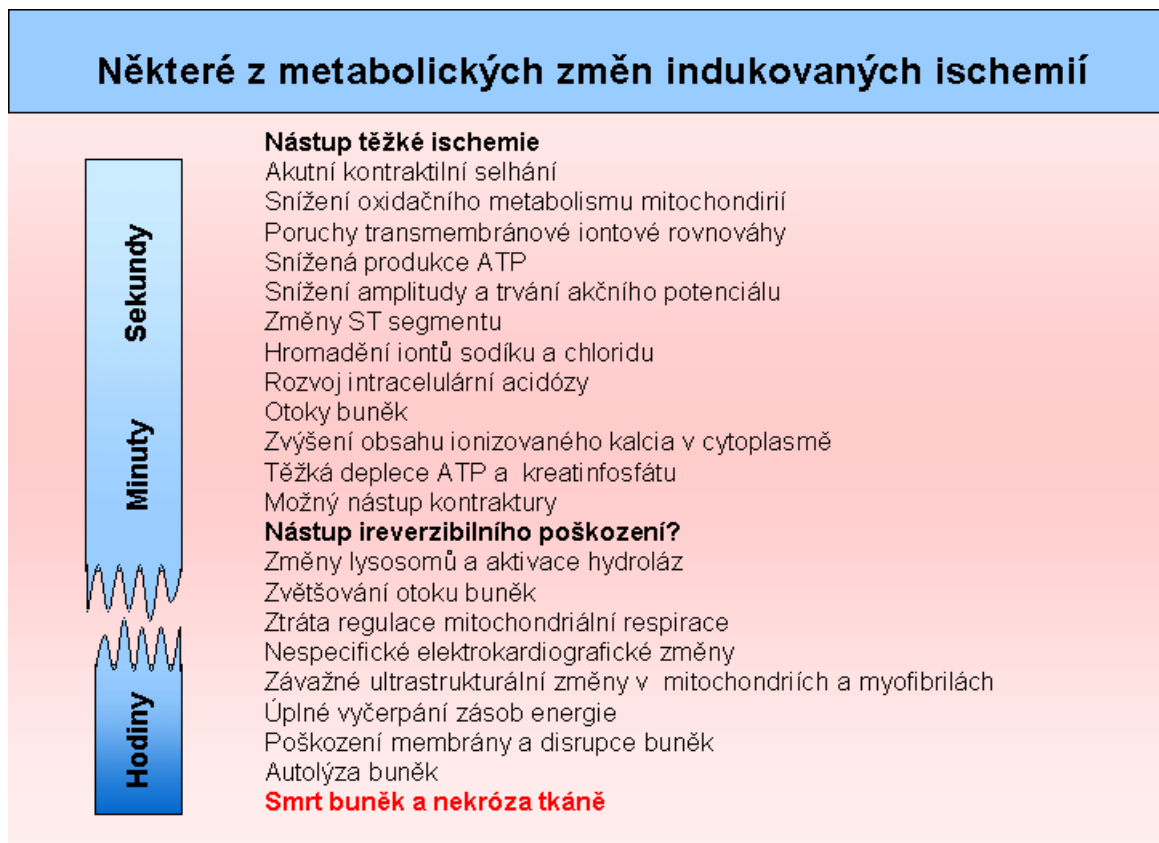 Některé z metabolických změn indukovaných ischemií
Nástup těžké ischemie
Akutní kontraktilní selhání
Snížení oxidačního metabolismu mitochondirií
Poruchy transmembránové iontové rovnováhy
Snížená produkce ATP
Snížení amplitudy a trvání akčního potenciálu
Změny ST segmentu
Hromadění iontů sodíku a chloridu
Rozvoj intracelulární acidózy
Otoky buněk
Zvýšení obsahu ionizovaného kalcia v cytoplasmě
Těžká deplece ATP a kreatinfosfátu
Možný nástup kontraktury
Nástup ireverzibilního poškození?
Změny lysosomů a aktivace hydroláz
Zvětšování otoku buněk
Ztráta regulace mitochondriální respirace
Nespecifické elektrokardiografické změny
Závažné ultrastrukturální změny v mitochondriích a myofibrilách
Úplné vyčerpání zásob energie
Poškození membrány a disrupce buněk
Autolýza buněk
Smrt buněk a nekróza tkáně
Sekundy
Minuty
Hodiny